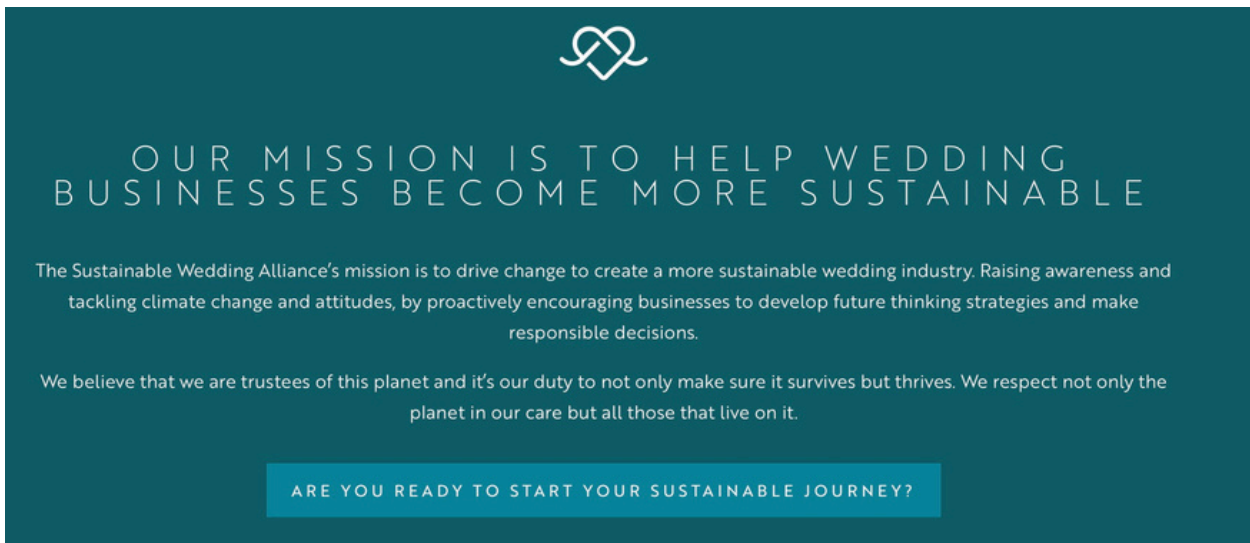 OUR MISSION IS TO HELP WEDDING
BUSINESSES BECOME MORE SUSTAINABLE
The Sustainable Wedding Alliance’s mission is to drive change to create a more sustainable wedding industry. Raising awareness and
tackling climate change and attitudes, by proactively encouraging businesses to develop future thinking strategies and make
responsible decisions.
We believe that we are trustees of this planet and it’s our duty to not only make sure it survives but thrives. We respect not only the
planet in our care but all those that live on it.
ARE YOU READY TO START YOUR SUSTAINABLE JOURNEY?